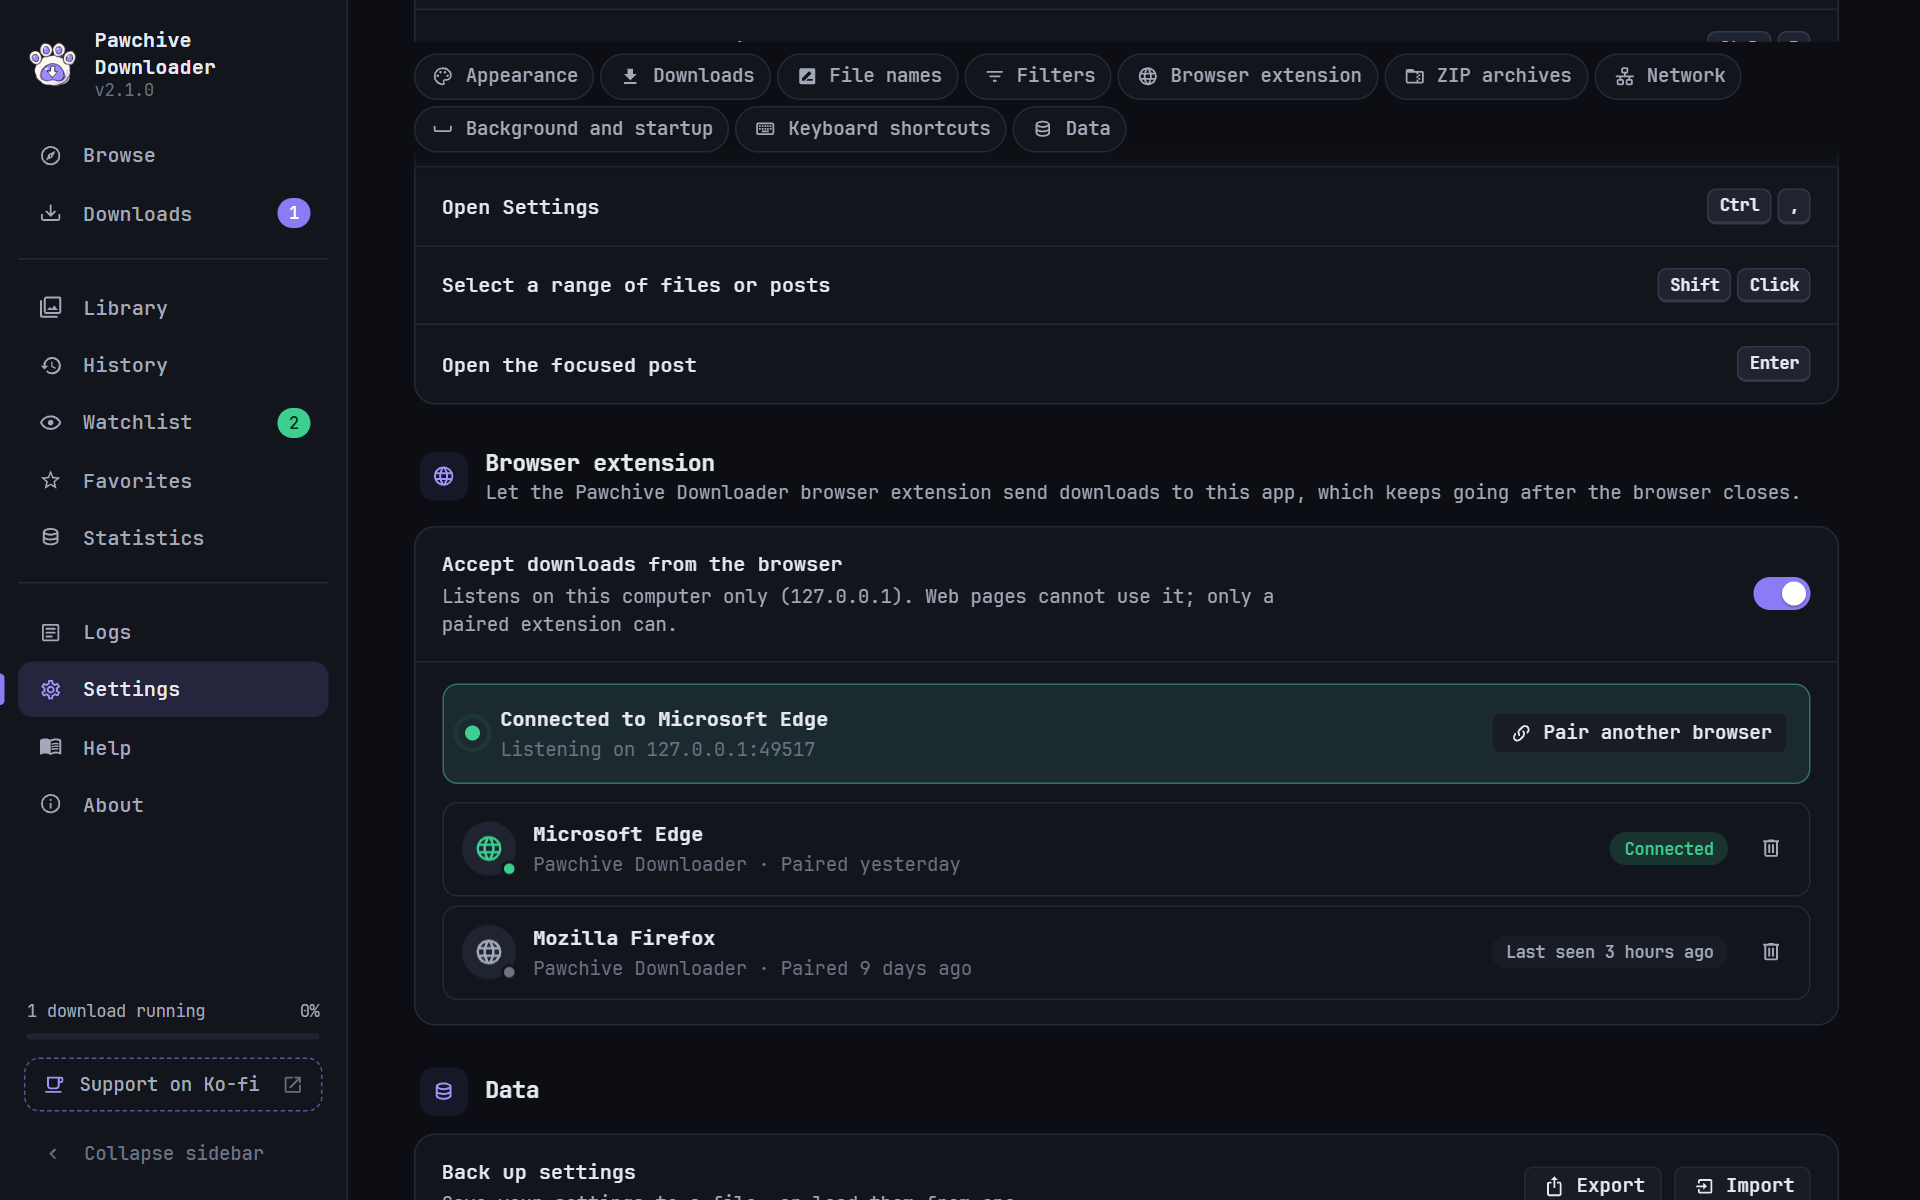 Pawchive
Downloader
v2.1.0
Browse
Downloads 1
Library
History
Watchlist 2
Favorites
Statistics
Logs
Settings
Help
About
1 download running 0%
Support on Ko-fi
Collapse sidebar
Appearance Downloads File names Filters Browser extension ZIP archives Network
Background and startup Keyboard shortcuts Data
Open Settings Ctrl ,
Select a range of files or posts Shift Click
Open the focused post Enter
Browser extension
Let the Pawchive Downloader browser extension send downloads to this app, which keeps going after the browser closes.
Accept downloads from the browser
Listens on this computer only (127.0.0.1). Web pages cannot use it; only a
paired extension can.
Connected to Microsoft Edge
Listening on 127.0.0.1:49517
Pair another browser
Microsoft Edge
Pawchive Downloader · Paired yesterday
Connected
Mozilla Firefox
Pawchive Downloader · Paired 9 days ago
Last seen 3 hours ago
Data
Back up settings
Export Import